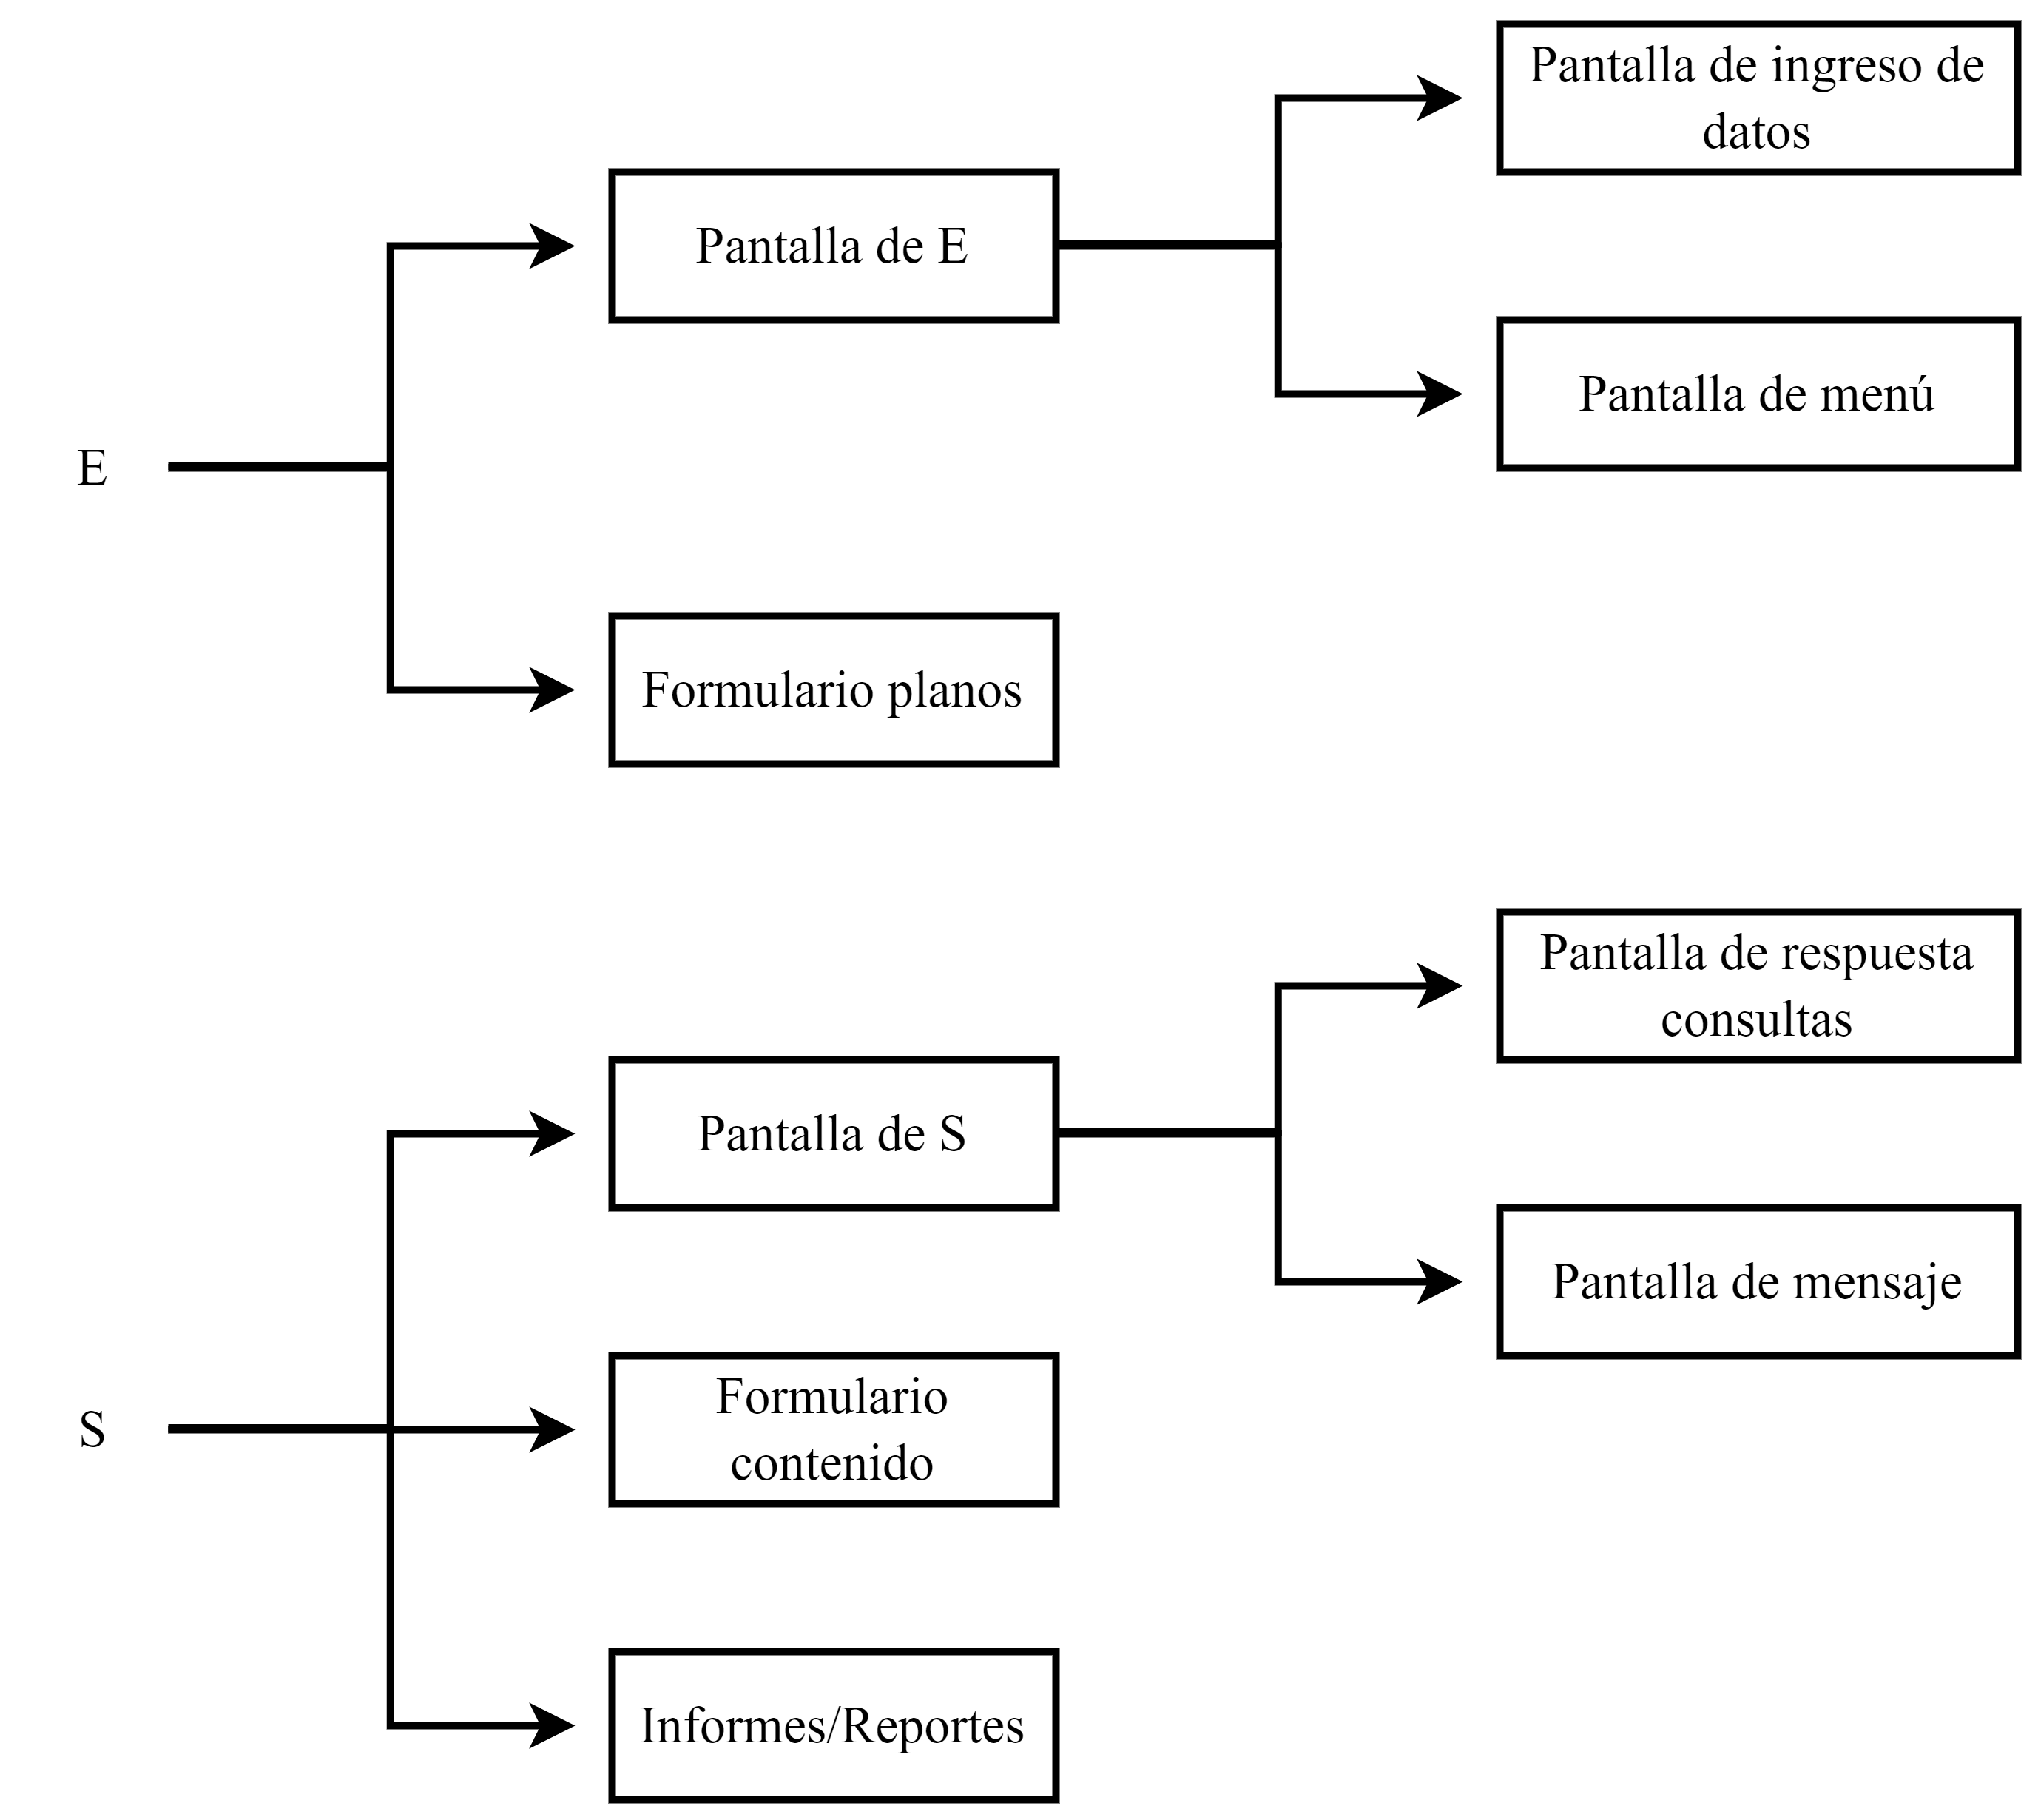 Pantalla de ingreso de
datos
Pantalla de E
Pantalla de menú
E
Formulario planos
Pantalla de respuesta
consultas
Pantalla de S
Pantalla de mensaje
Formulario
contenido
S
Informes/Reportes